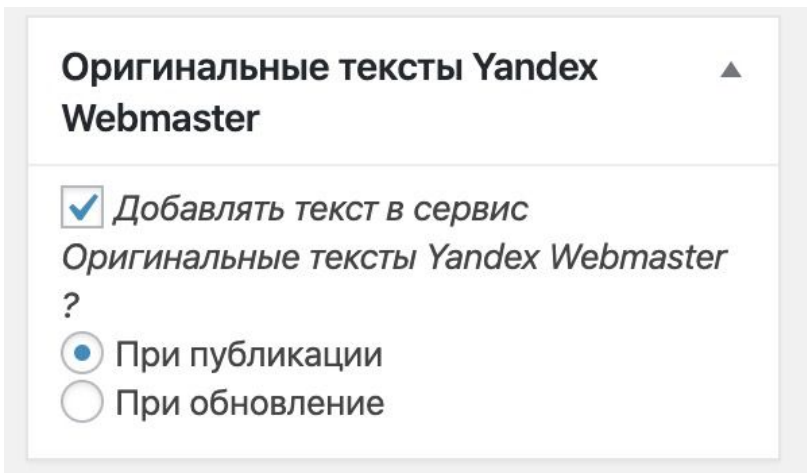 Оригинальные тексты Yandex
Webmaster
Добавлять текст в сервис
Оригинальные тексты Yandex Webmaster
?
При публикации
При обновление